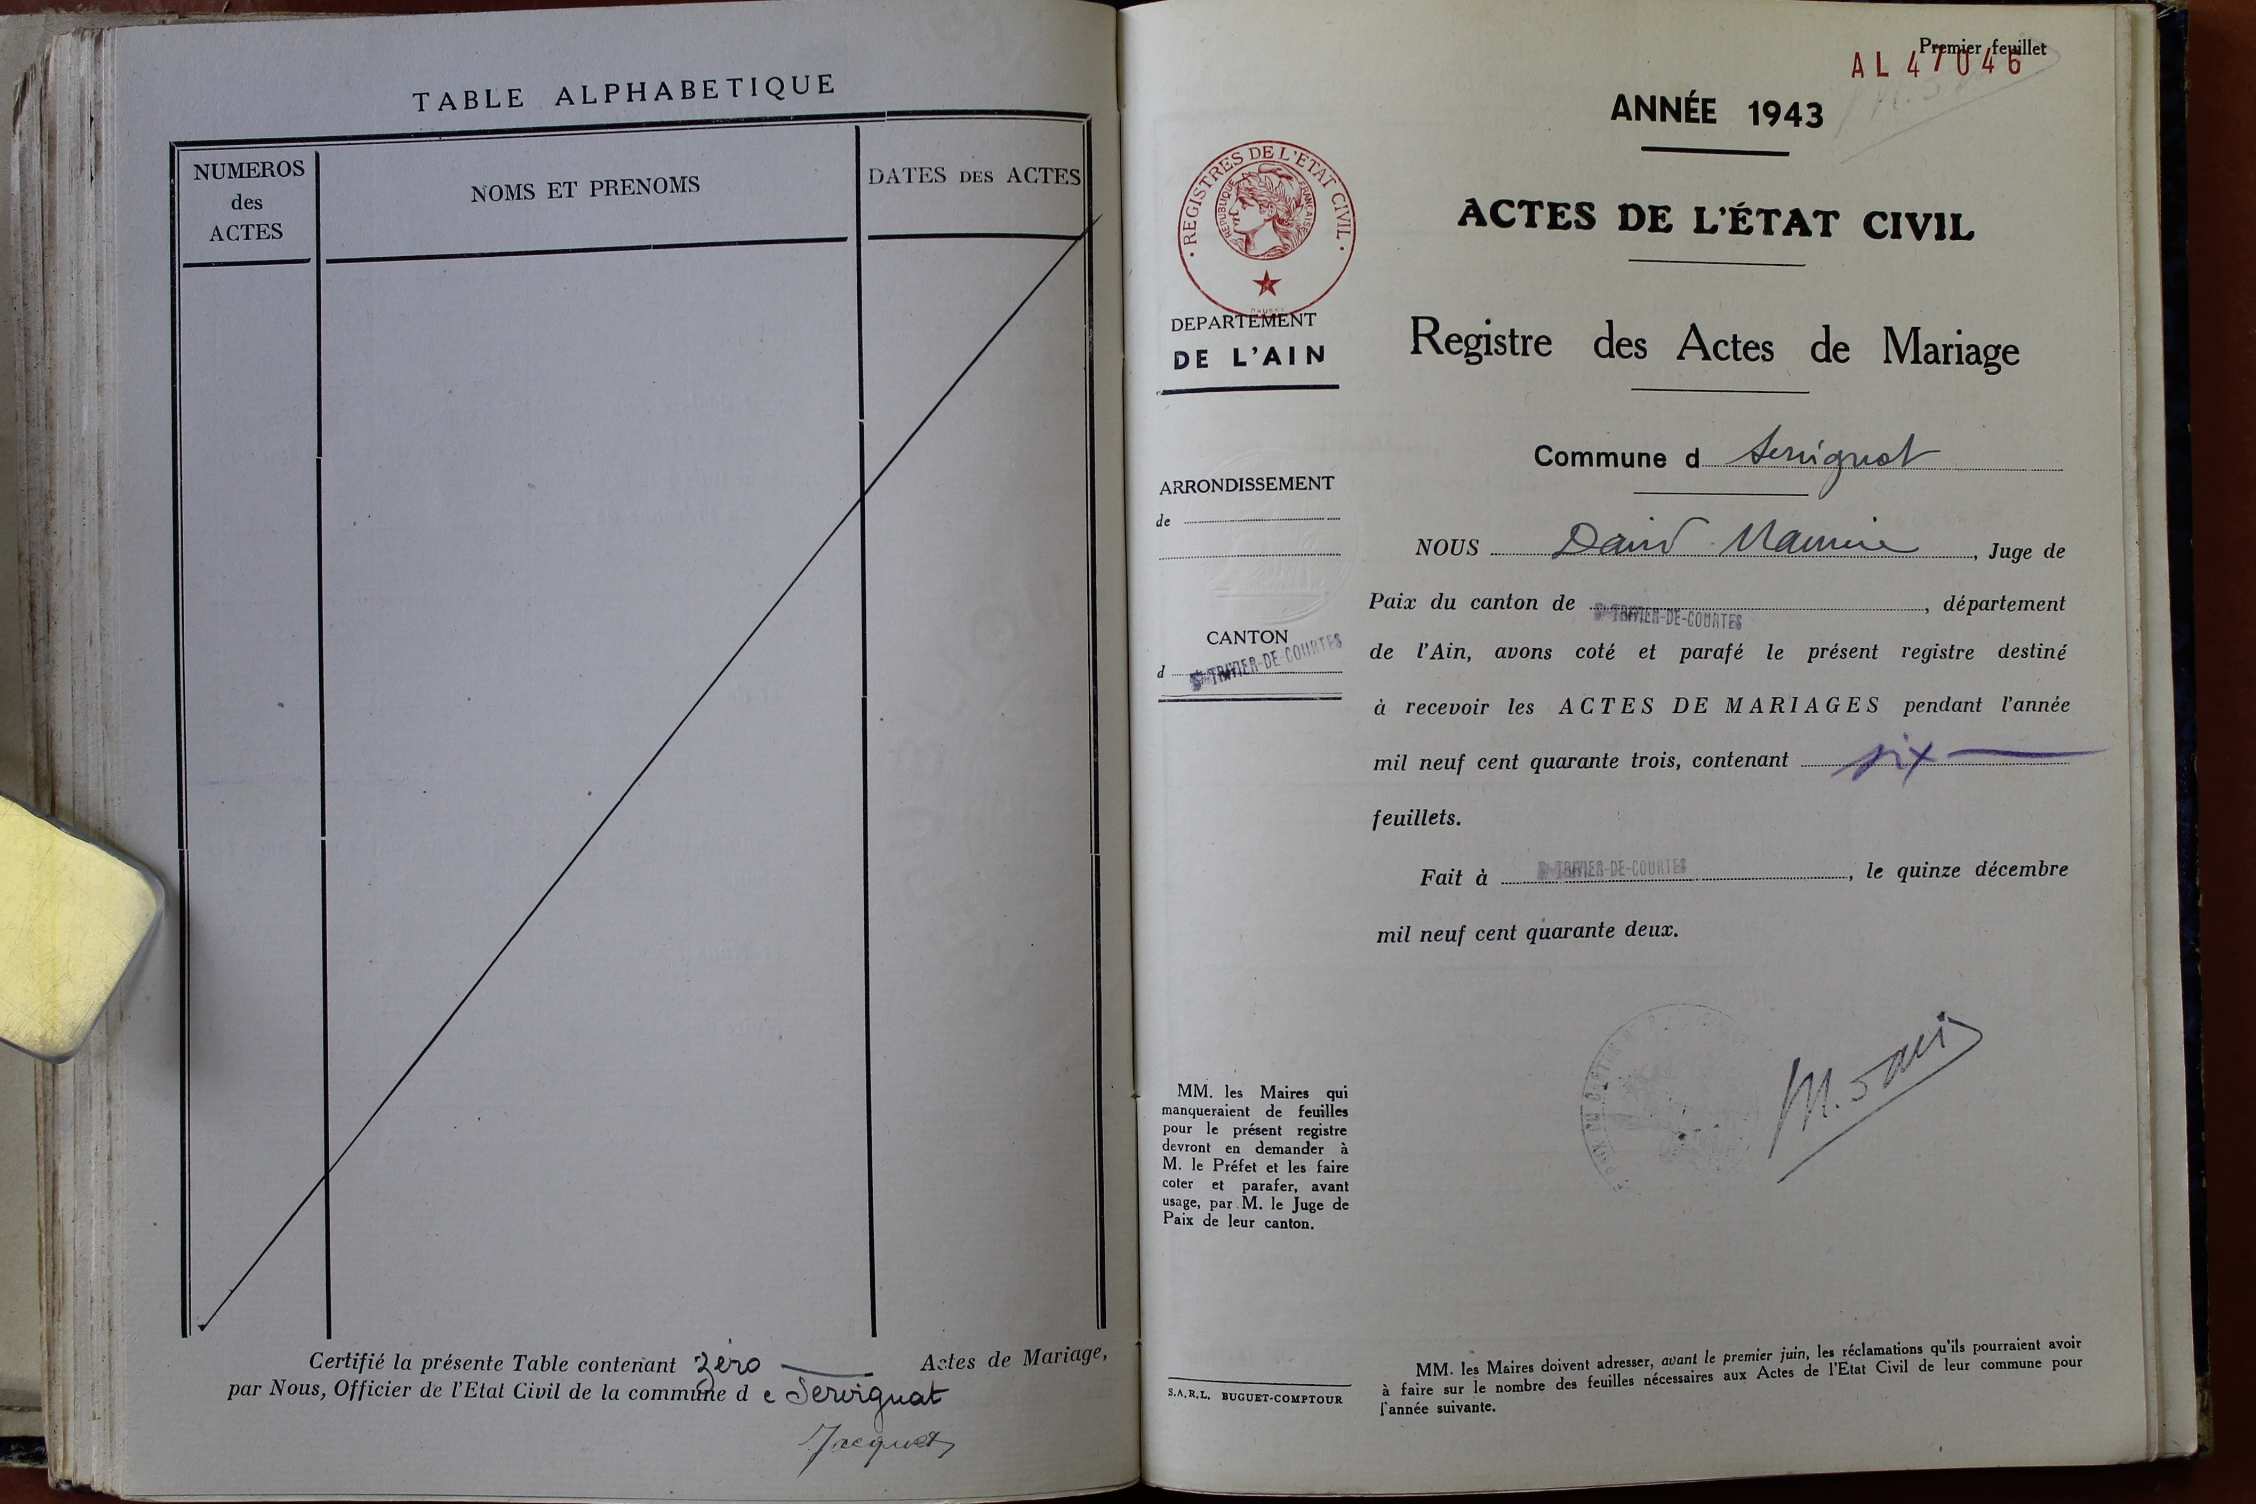 TABLE ALPHABETIQUE
NUMEROS
des
ACTES
NOMS ET PRENOMS
DATES DES ACTES
Certifié la présente Table contenant zéro Actes de Mariage,
par Nous, Officier de l'Etat Civil de la commune d e Servignat
Jacquet
Premier feuillet
AL 47046
ANNÉE 1943
ACTES DE L'ÉTAT CIVIL
Registre des Actes de Mariage
REGISTRES DE L'ETAT CIVIL
REPUBLIQUE FRANCAISE
DEPARTEMENT
DE L'AIN
ARRONDISSEMENT
de
CANTON
d St-TRIVIER-DE-COURTES
Commune d Servignat
NOUS David Maurice, Juge de
Paix du canton de St-TRIVIER-DE-COURTES, département
de l'Ain, avons coté et parafé le présent registre destiné
à recevoir les ACTES DE MARIAGES pendant l'année
mil neuf cent quarante trois, contenant six
feuillets.
Fait à St-TRIVIER-DE-COURTES, le quinze décembre
mil neuf cent quarante deux.
MM. les Maires qui
manqueraient de feuilles
pour le présent registre
devront en demander à
M. le Préfet et les faire
coter et parafer, avant
usage, par M. le Juge de
Paix de leur canton.
S.A.R.L. BUGUET-COMPTOUR
MM. les Maires doivent adresser, avant le premier juin, les réclamations qu'ils pourraient avoir
à faire sur le nombre des feuilles nécessaires aux Actes de l'Etat Civil de leur commune pour
l'année suivante.